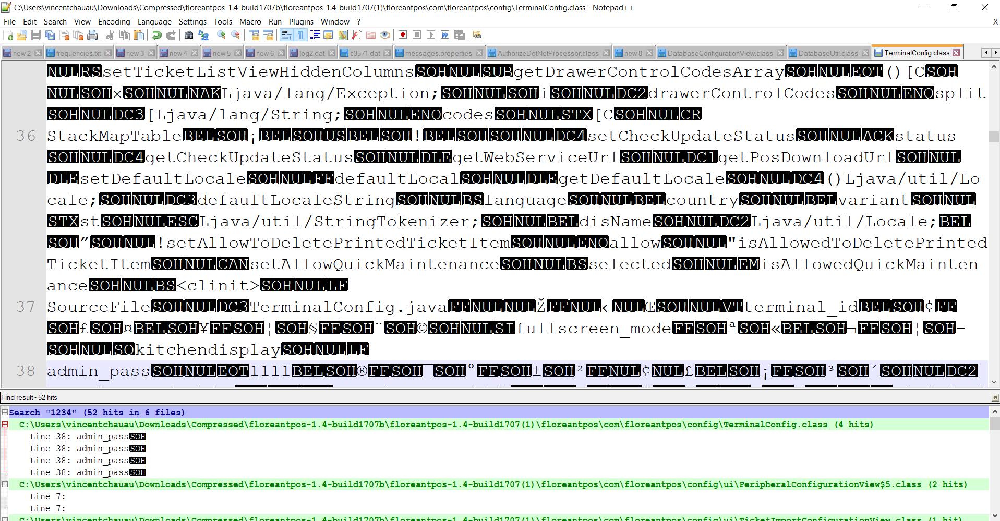 C:\Users\vincentchauau\Downloads\Compressed\floreantpos-1.4-build1707b\floreantpos-1.4-build1707(1)\floreantpos\com\floreantpos\config\TerminalConfig.class - Notepad++
File Edit Search View Encoding Language Settings Tools Macro Run Plugins Window ? X
new 2 frequencies.txt new 3 new 4 new 5 new 6 log2.dat c3571.dat messages.properties AuthorizeDotNetProcessor.class new 8 DatabaseConfigurationView.class DatabaseUtil.class TerminalConfig.class
NULRSsetTicketListViewHiddenColumnsSOHNULSUBgetDrawerControlCodesArraySOHNULEOT()[CSOH
NULSOHxSOHNULNAKLjava/lang/Exception;SOHNULSOHiSOHNULDC2drawerControlCodesSOHNULENQsplit
SOHNULDC3[Ljava/lang/String;SOHNULENQcodesSOHNULSTX[CSOHNULCR
36 StackMapTableBELSOH¡BELSOHUSBELSOH!BELSOHSOHNULDC4setCheckUpdateStatusSOHNULACKstatus
SOHNULDC4getCheckUpdateStatusSOHNULDLEgetWebServiceUrlSOHNULDC1getPosDownloadUrlSOHNUL
DLEsetDefaultLocaleSOHNULFFdefaultLocalSOHNULDLEgetDefaultLocaleSOHNULDC4()Ljava/util/Lo
cale;SOHNULDC3defaultLocaleStringSOHNULBSlanguageSOHNULBELcountrySOHNULBELvariantSOHNUL
STXstSOHNULESCLjava/util/StringTokenizer;SOHNULBELdisNameSOHNULDC2Ljava/util/Locale;BEL
SOH”SOHNUL!setAllowToDeletePrintedTicketItemSOHNULENQallowSOHNUL"isAllowedToDeletePrinted
TicketItemSOHNULCANsetAllowQuickMaintenanceSOHNULBSselectedSOHNULEMisAllowedQuickMainten
anceSOHNULBS<clinit>SOHNULLF
37 SourceFileSOHNULDC3TerminalConfig.javaFFNULNULŽFFNUL‹NULŒSOHNULVTterminal_idBELSOH¢FF
SOH£SOH¤BELSOH¥FFSOH¦SOH§FFSOH¨SOH©SOHNULSIfullscreen_modeFFSOHªSOH«BELSOH¬FFSOH¦SOH-
SOHNULSOkitchendisplaySOHNULLF
38 admin_passSOHNULEOT1111BELSOH®FFSOH¯SOH°FFSOH±SOH²FFNUL¢NUL£BELSOH¡FFSOH³SOH´SOHNULDC2
Find result - 52 hits
Search "1234" (52 hits in 6 files)
C:\Users\vincentchauau\Downloads\Compressed\floreantpos-1.4-build1707b\floreantpos-1.4-build1707(1)\floreantpos\com\floreantpos\config\TerminalConfig.class (4 hits)
Line 38: admin_passSOH
Line 38: admin_passSOH
Line 38: admin_passSOH
Line 38: admin_passSOH
C:\Users\vincentchauau\Downloads\Compressed\floreantpos-1.4-build1707b\floreantpos-1.4-build1707(1)\floreantpos\com\floreantpos\config\ui\PeripheralConfigurationView$5.class (2 hits)
Line 7:
Line 7:
C:\Users\vincentchauau\Downloads\Compressed\floreantpos-1.4-build1707b\floreantpos-1.4-build1707(1)\floreantpos\com\floreantpos\config\ui\TicketImportConfigurationView.class (1 hit)